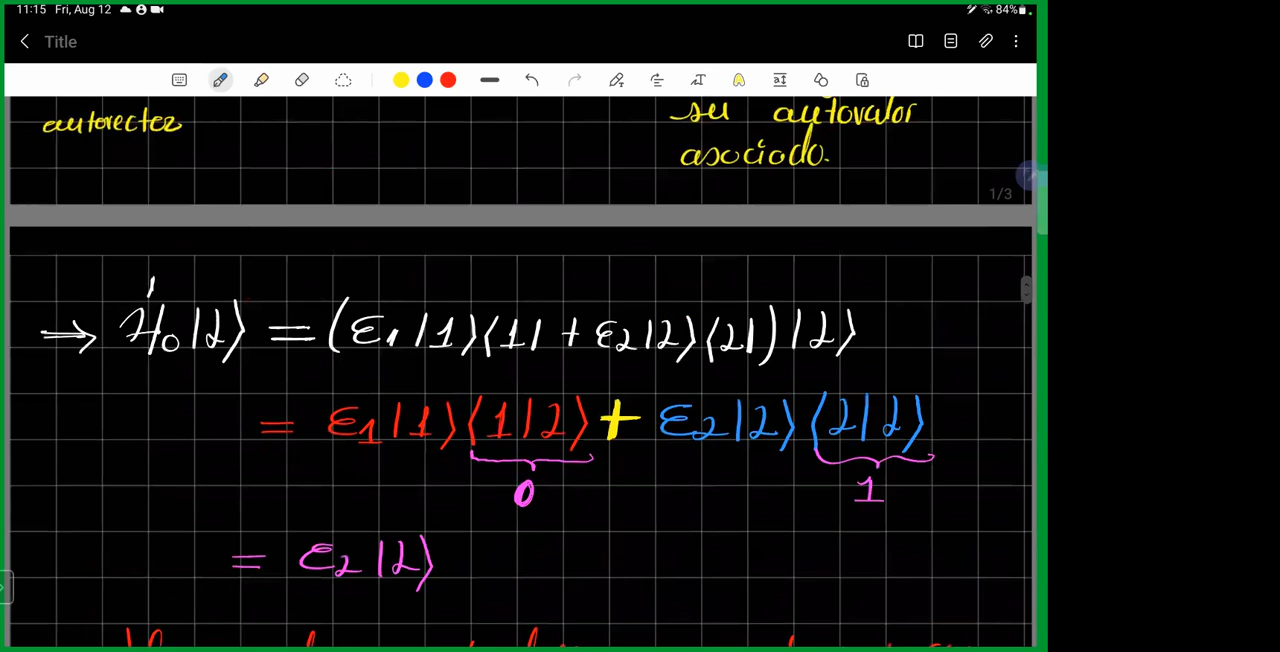 11:15 Fri, Aug 12
84%
Title
autovector
su autovalor
asociado.
1/3
⇒ Ĥ₀|2⟩ = (ε₁|1⟩⟨1| + ε₂|2⟩⟨2|)|2⟩
= ε₁|1⟩⟨1|2⟩ + ε₂|2⟩⟨2|2⟩
0 1
= ε₂|2⟩